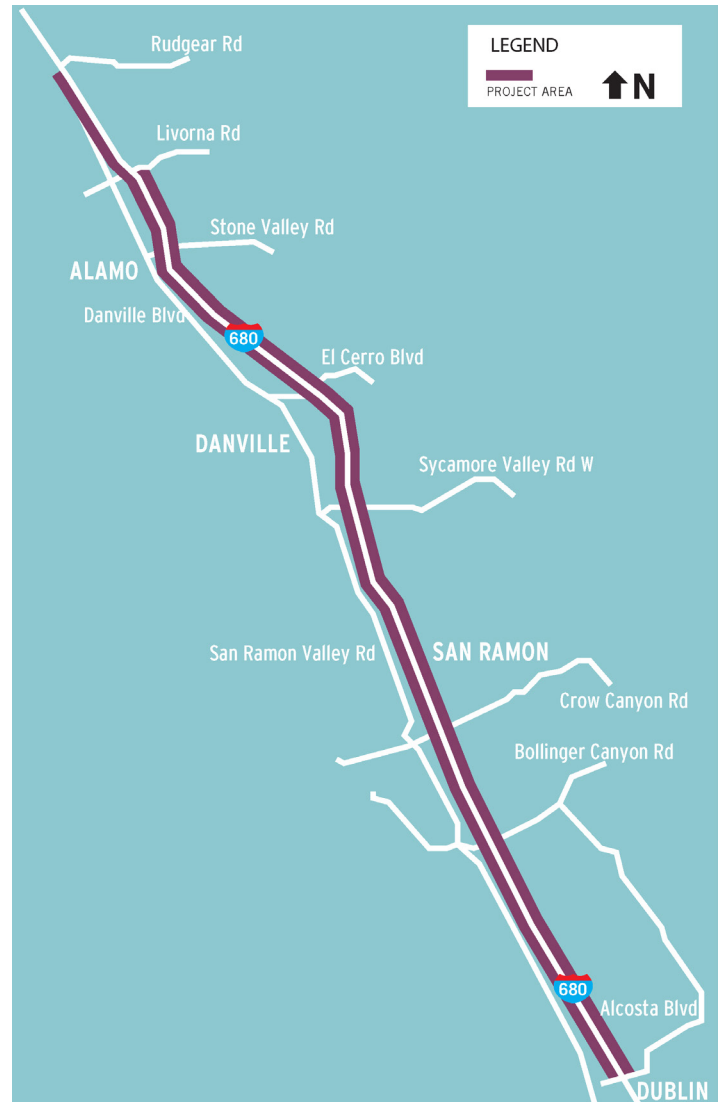 LEGEND
PROJECT AREA
N
Rudgear Rd
Livorna Rd
Stone Valley Rd
ALAMO
Danville Blvd
680
El Cerro Blvd
DANVILLE
Sycamore Valley Rd W
San Ramon Valley Rd
SAN RAMON
Crow Canyon Rd
Bollinger Canyon Rd
680
Alcosta Blvd
DUBLIN